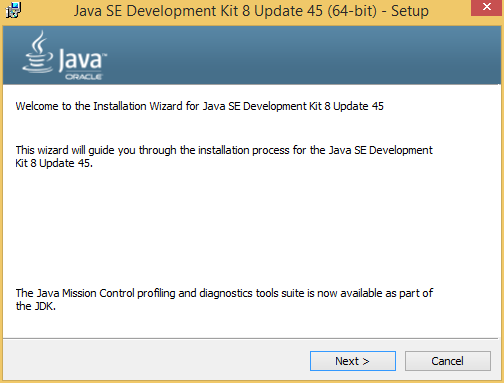 Java SE Development Kit 8 Update 45 (64-bit) - Setup
Java
ORACLE
Welcome to the Installation Wizard for Java SE Development Kit 8 Update 45
This wizard will guide you through the installation process for the Java SE Development
Kit 8 Update 45.
The Java Mission Control profiling and diagnostics tools suite is now available as part of
the JDK.
Next >
Cancel